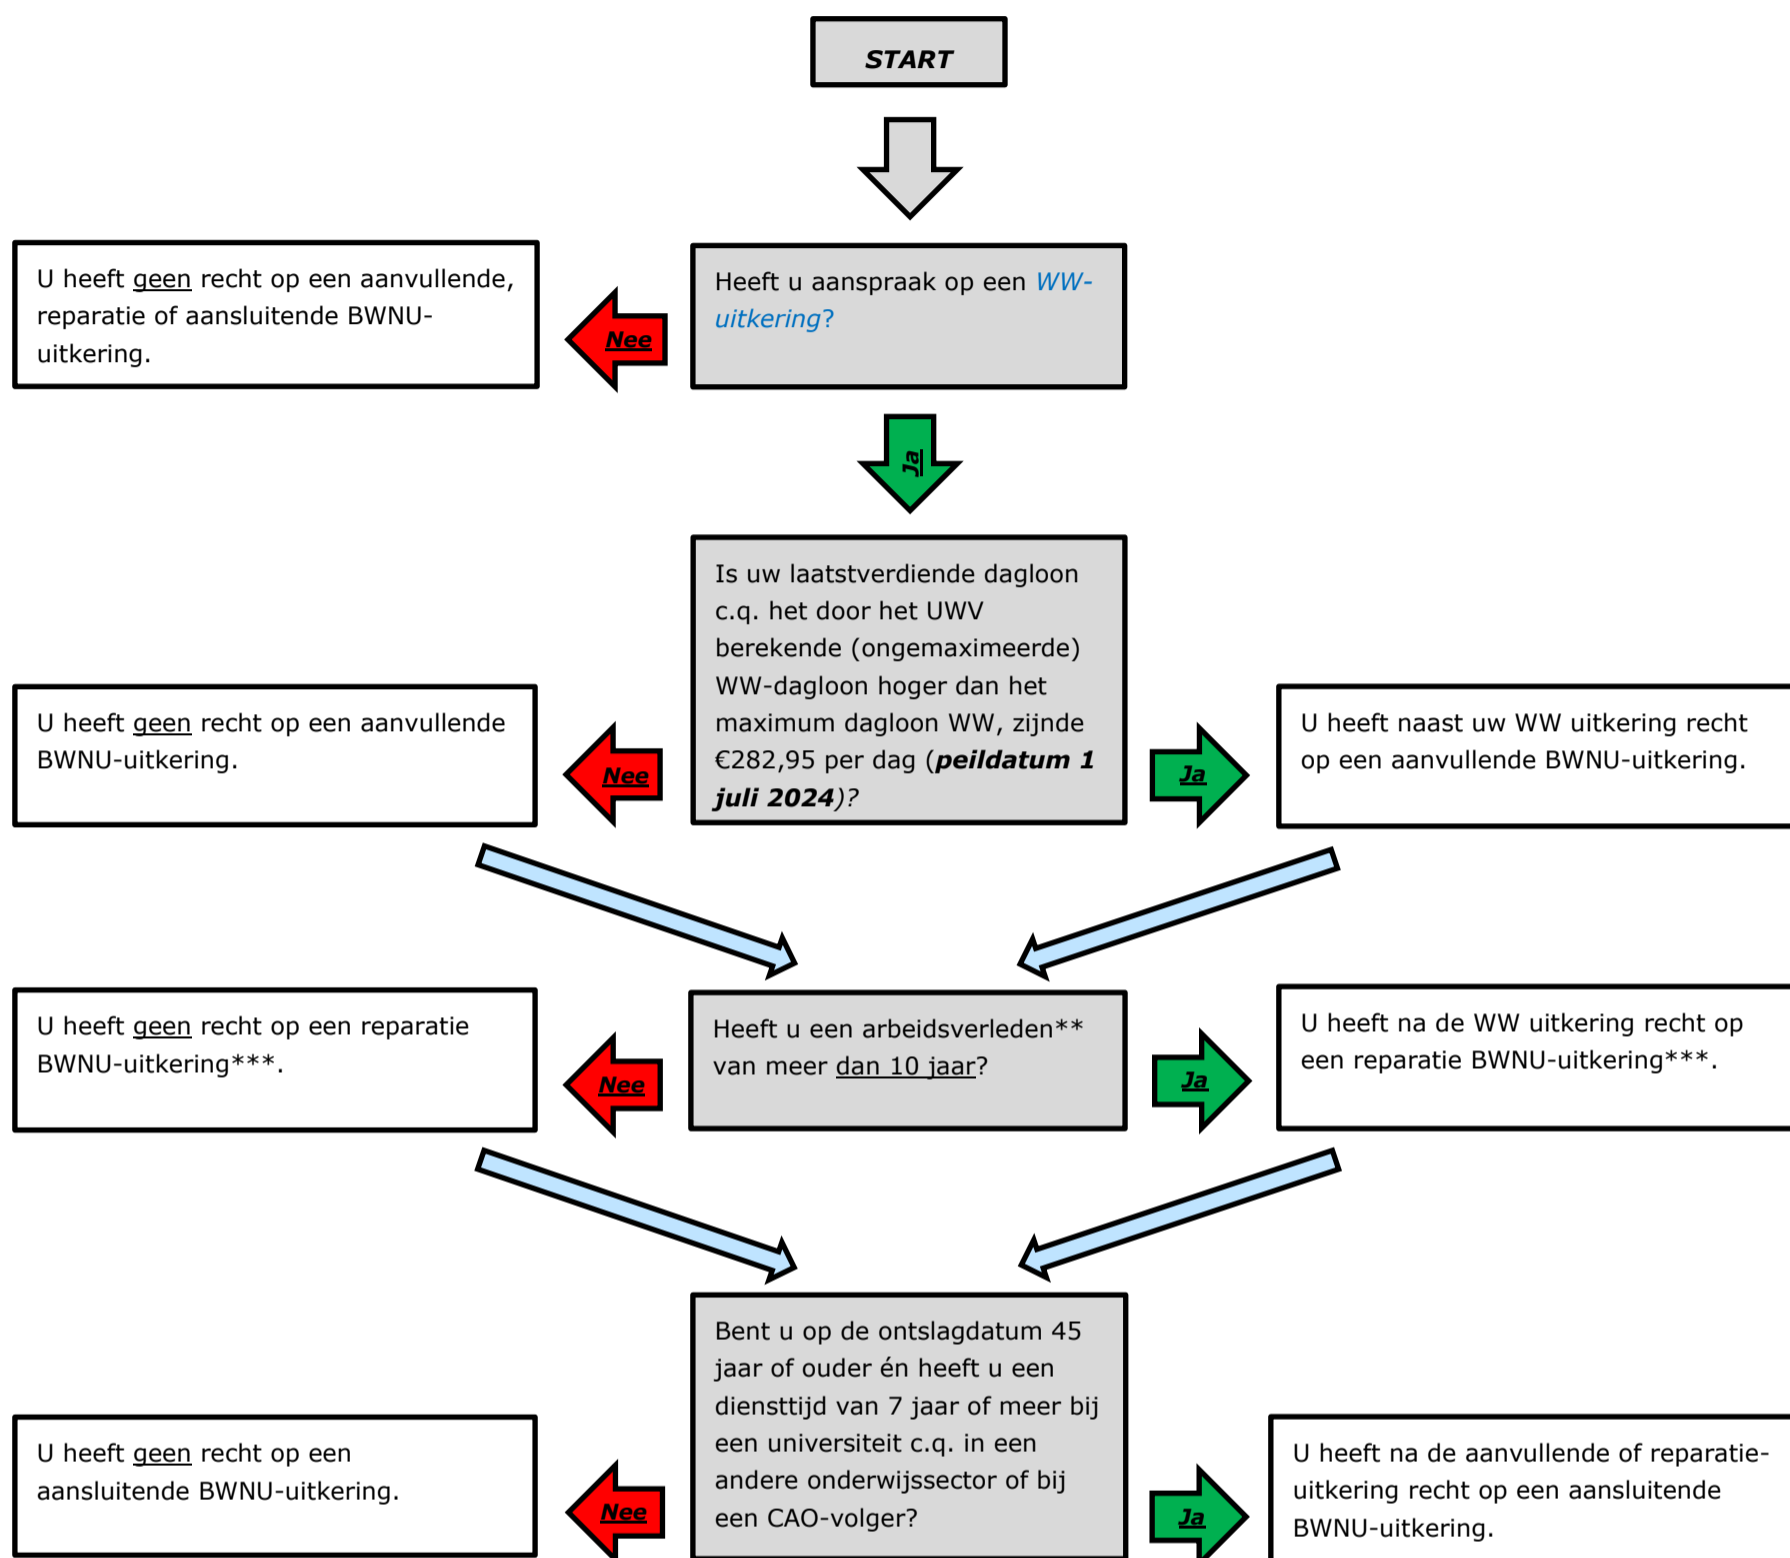 START
U heeft geen recht op een aanvullende,
reparatie of aansluitende BWNU-
uitkering.
Nee
Heeft u aanspraak op een WW-
uitkering?
Ja
Is uw laatstverdiende dagloon
c.q. het door het UWV
berekende (ongemaximeerde)
WW-dagloon hoger dan het
maximum dagloon WW, zijnde
€282,95 per dag (peildatum 1
juli 2024)?
U heeft geen recht op een aanvullende
BWNU-uitkering.
Nee
Ja
U heeft naast uw WW uitkering recht
op een aanvullende BWNU-uitkering.
U heeft geen recht op een reparatie
BWNU-uitkering***.
Nee
Heeft u een arbeidsverleden**
van meer dan 10 jaar?
Ja
U heeft na de WW uitkering recht op
een reparatie BWNU-uitkering***.
Bent u op de ontslagdatum 45
jaar of ouder én heeft u een
diensttijd van 7 jaar of meer bij
een universiteit c.q. in een
andere onderwijssector of bij
een CAO-volger?
U heeft geen recht op een
aansluitende BWNU-uitkering.
Nee
Ja
U heeft na de aanvullende of reparatie-
uitkering recht op een aansluitende
BWNU-uitkering.